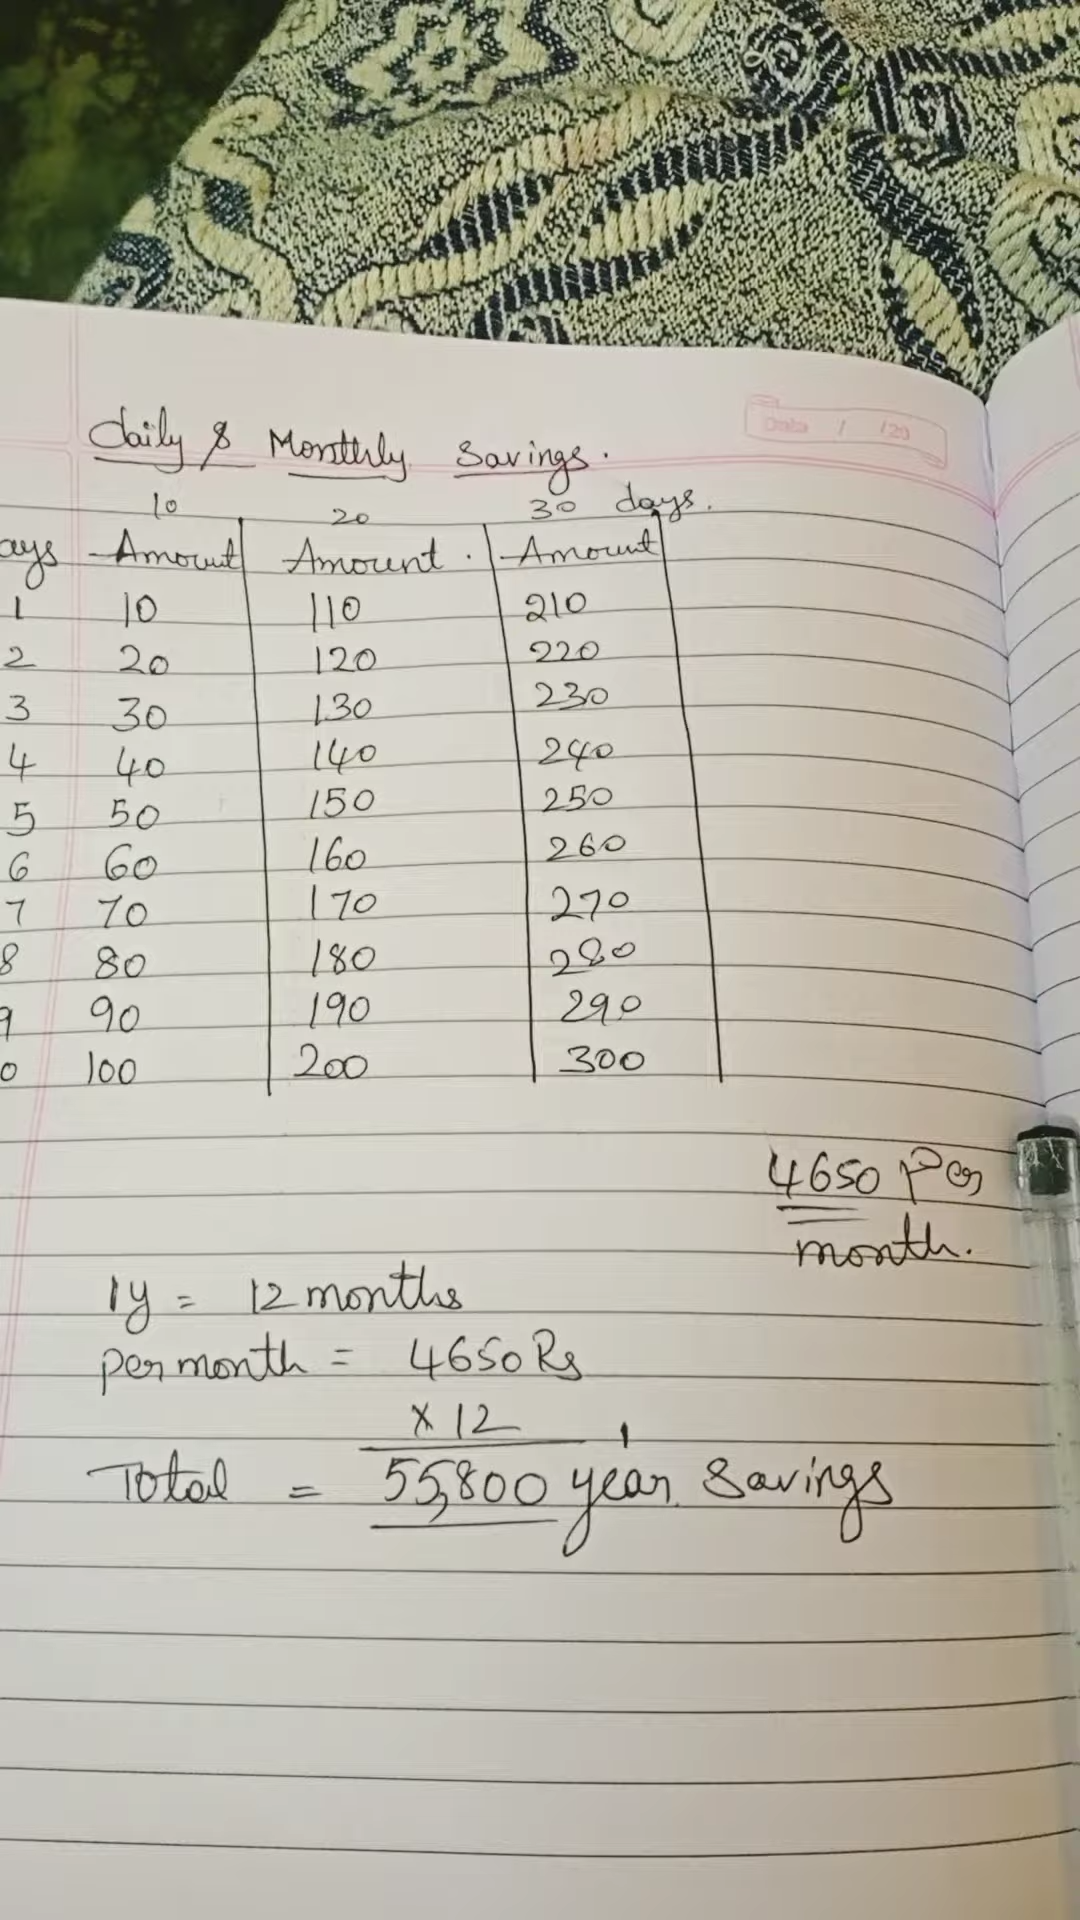 Daily & Monthly Savings.
10 20 30 days.
ays Amount Amount. Amount
1 10 110 210
2 20 120 220
3 30 130 230
4 40 140 240
5 50 150 250
6 60 160 260
7 70 170 270
8 80 180 280
9 90 190 290
0 100 200 300
4650 Per
month.
1y = 12 months
per month = 4650 Rs
x 12
Total = 55,800 year savings